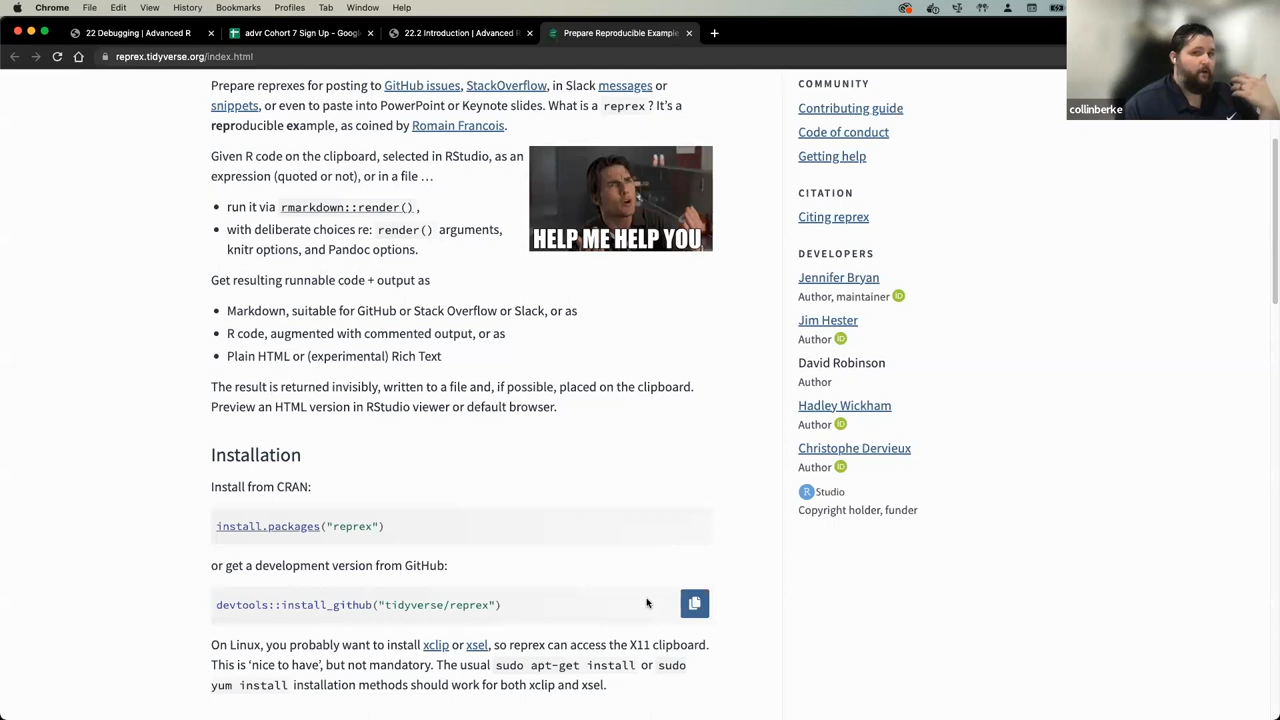 Chrome File Edit View History Bookmarks Profiles Tab Window Help
22 Debugging | Advanced R
advr Cohort 7 Sign Up - Googl
22.2 Introduction | Advanced R
Prepare Reproducible Example
reprex.tidyverse.org/index.html
Prepare reprexes for posting to GitHub issues, StackOverflow, in Slack messages or
snippets, or even to paste into PowerPoint or Keynote slides. What is a reprex ? It's a
reproducible example, as coined by Romain Francois.
Given R code on the clipboard, selected in RStudio, as an
expression (quoted or not), or in a file …
• run it via rmarkdown::render() ,
• with deliberate choices re: render() arguments,
knitr options, and Pandoc options.
HELP ME HELP YOU
Get resulting runnable code + output as
• Markdown, suitable for GitHub or Stack Overflow or Slack, or as
• R code, augmented with commented output, or as
• Plain HTML or (experimental) Rich Text
The result is returned invisibly, written to a file and, if possible, placed on the clipboard.
Preview an HTML version in RStudio viewer or default browser.
Installation
Install from CRAN:
install.packages("reprex")
or get a development version from GitHub:
devtools::install_github("tidyverse/reprex")
On Linux, you probably want to install xclip or xsel, so reprex can access the X11 clipboard.
This is 'nice to have', but not mandatory. The usual sudo apt-get install or sudo
yum install installation methods should work for both xclip and xsel.
COMMUNITY
Contributing guide
Code of conduct
Getting help
CITATION
Citing reprex
DEVELOPERS
Jennifer Bryan
Author, maintainer iD
Jim Hester
Author iD
David Robinson
Author
Hadley Wickham
Author iD
Christophe Dervieux
Author iD
R Studio
Copyright holder, funder
collinberke